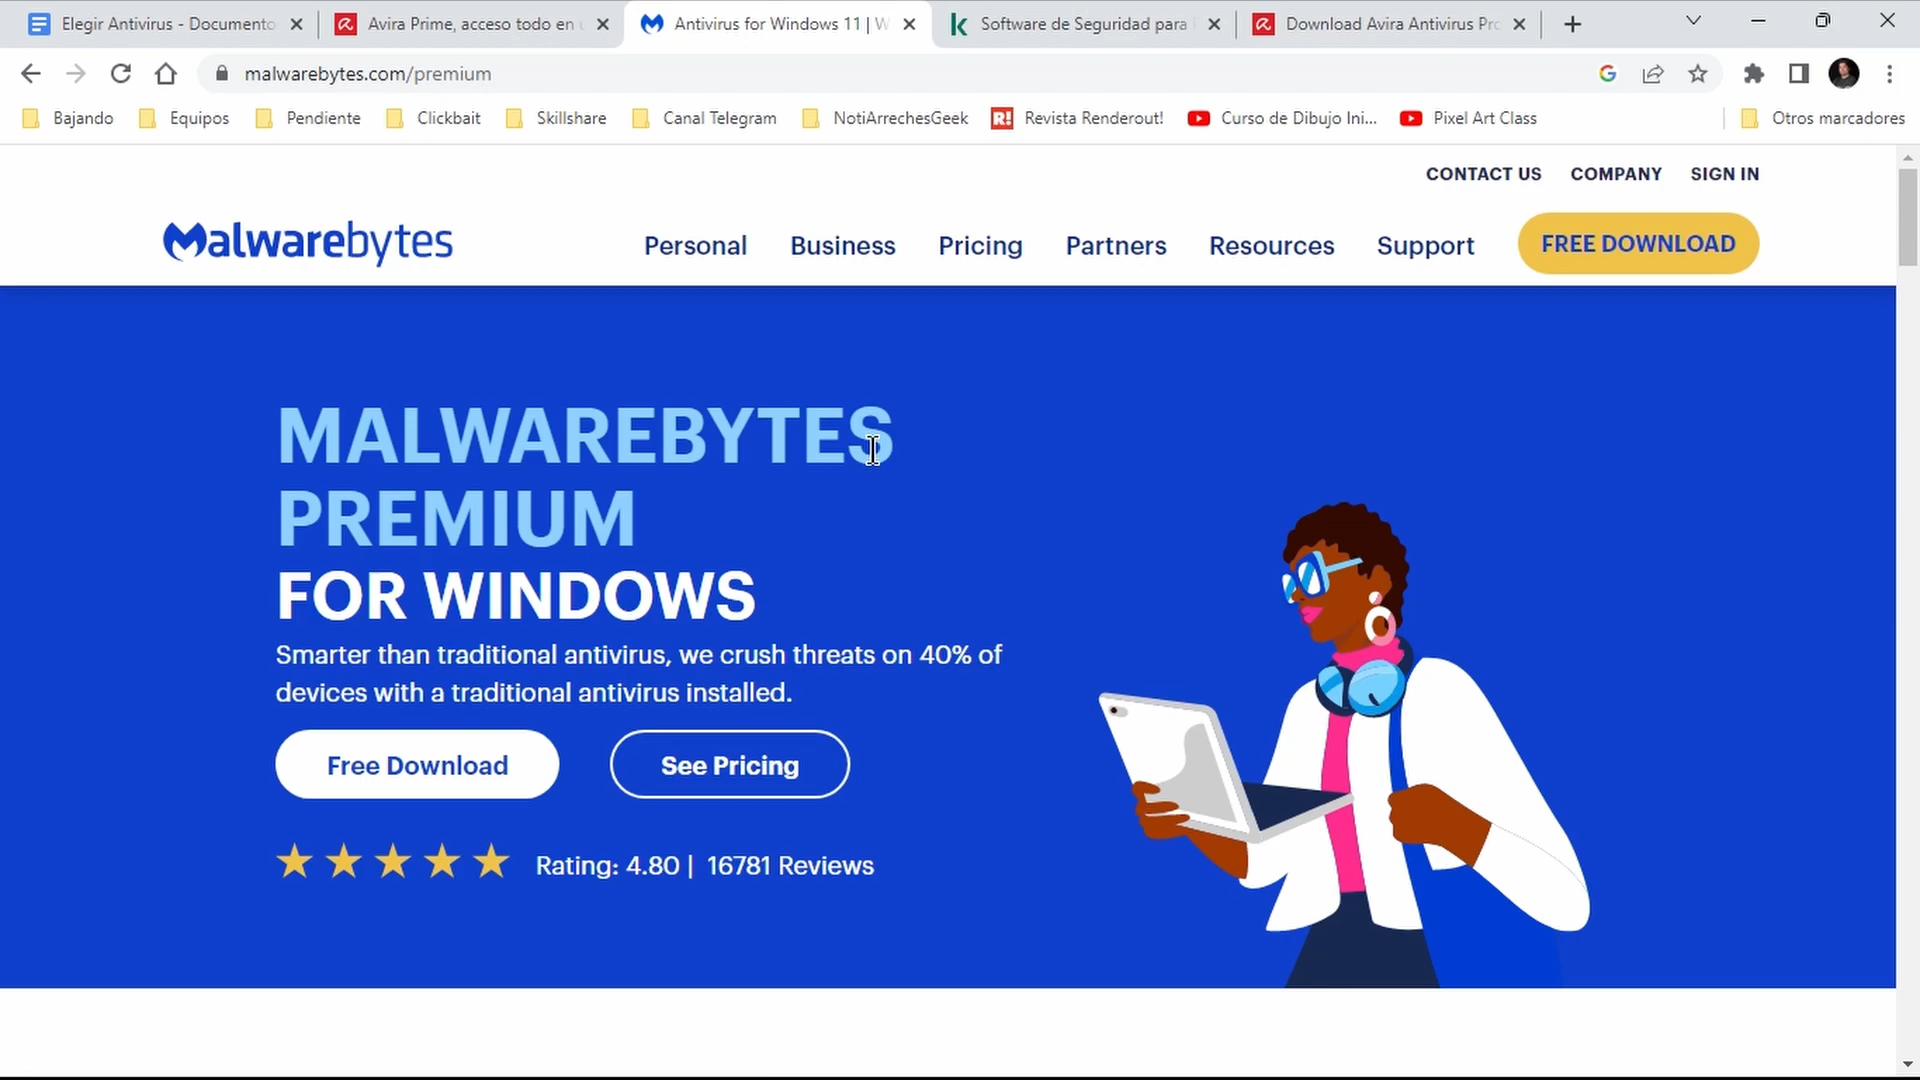 Elegir Antivirus - Documento
Avira Prime, acceso todo en u
Antivirus for Windows 11 | W
Software de Seguridad para
Download Avira Antivirus Pro
malwarebytes.com/premium
Bajando
Equipos
Pendiente
Clickbait
Skillshare
Canal Telegram
NotiArrechesGeek
R!
Revista Renderout!
Curso de Dibujo Ini...
Pixel Art Class
Otros marcadores
CONTACT US
COMPANY
SIGN IN
Malwarebytes
Personal
Business
Pricing
Partners
Resources
Support
FREE DOWNLOAD
MALWAREBYTES
PREMIUM
FOR WINDOWS
Smarter than traditional antivirus, we crush threats on 40% of
devices with a traditional antivirus installed.
Free Download
See Pricing
Rating: 4.80 | 16781 Reviews